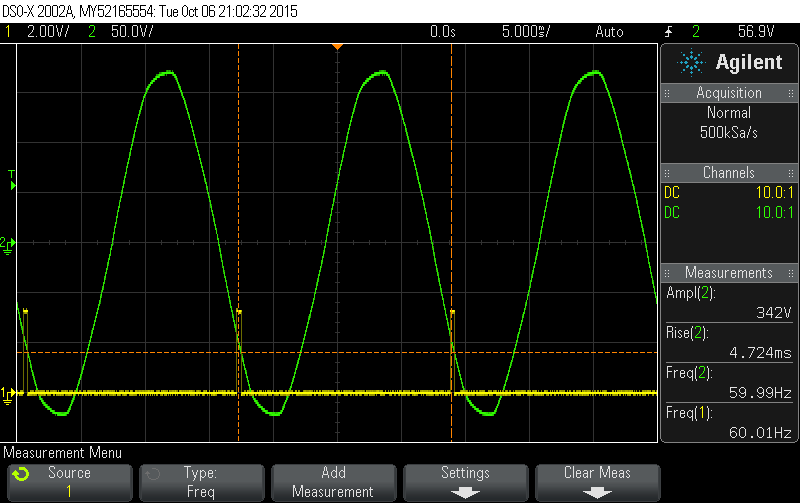 DSO-X 2002A, MY52165554: Tue Oct 06 21:02:32 2015
1 2.00V/ 2 50.0V/ 0.0s 5.000ms/ Auto 2 56.9V
Agilent
Acquisition
Normal
500kSa/s
Channels
DC 10.0:1
DC 10.0:1
Measurements
Ampl(2):
342V
Rise(2):
4.724ms
Freq(2):
59.99Hz
Freq(1):
60.01Hz
T
2
1
Measurement Menu
Source
1
Type:
Freq
Add
Measurement
Settings
Clear Meas